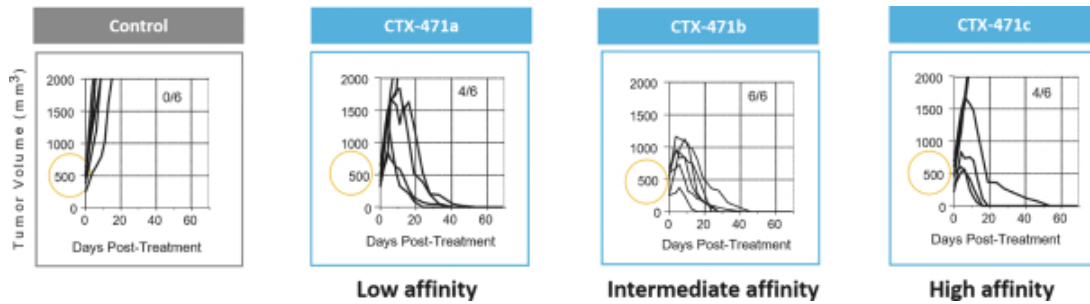 Control
CTX-471a
CTX-471b
CTX-471c
Tumor Volume (mm³)
2000
1500
1000
500
0
0/6
0 20 40 60
Days Post-Treatment
2000
1500
1000
500
0
4/6
0 20 40 60
Days Post-Treatment
2000
1500
1000
500
0
6/6
0 20 40 60
Days Post-Treatment
2000
1500
1000
500
0
4/6
0 20 40 60
Days Post-Treatment
Low affinity
Intermediate affinity
High affinity